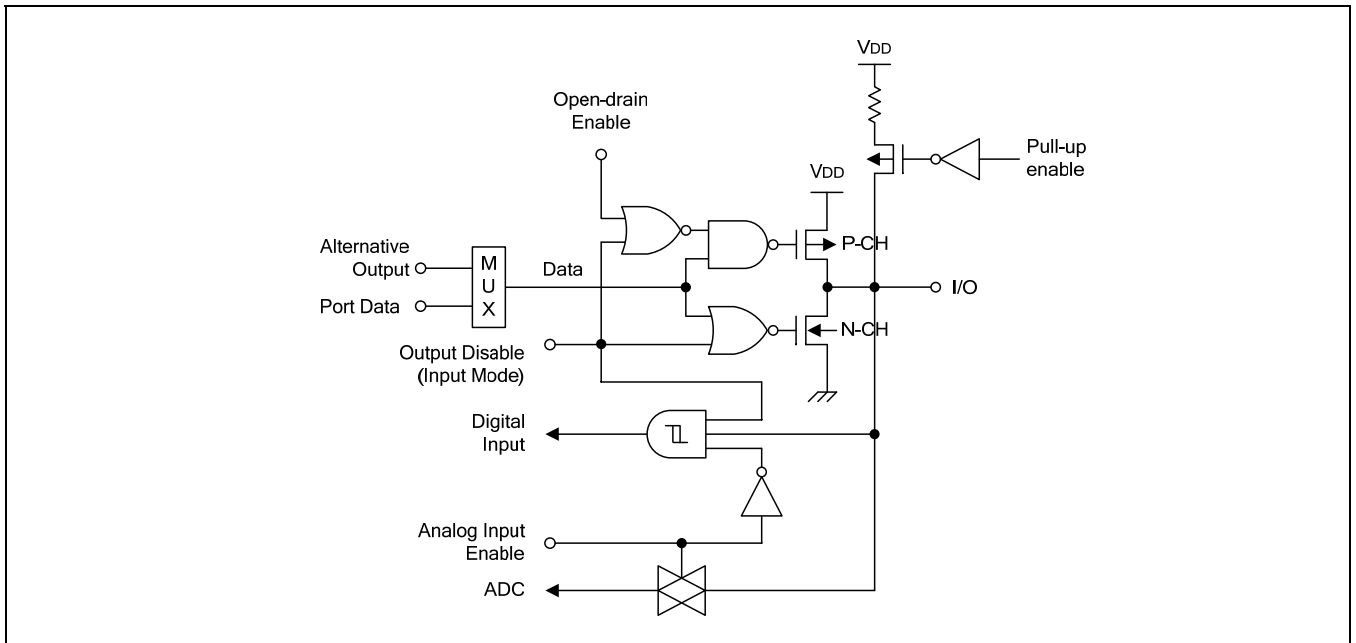 VDD
Open-drain
Enable
Pull-up
enable
VDD
P-CH
Alternative
Output
M
U
X
Data
Port Data
I/O
N-CH
Output Disable
(Input Mode)
Digital
Input
Analog Input
Enable
ADC